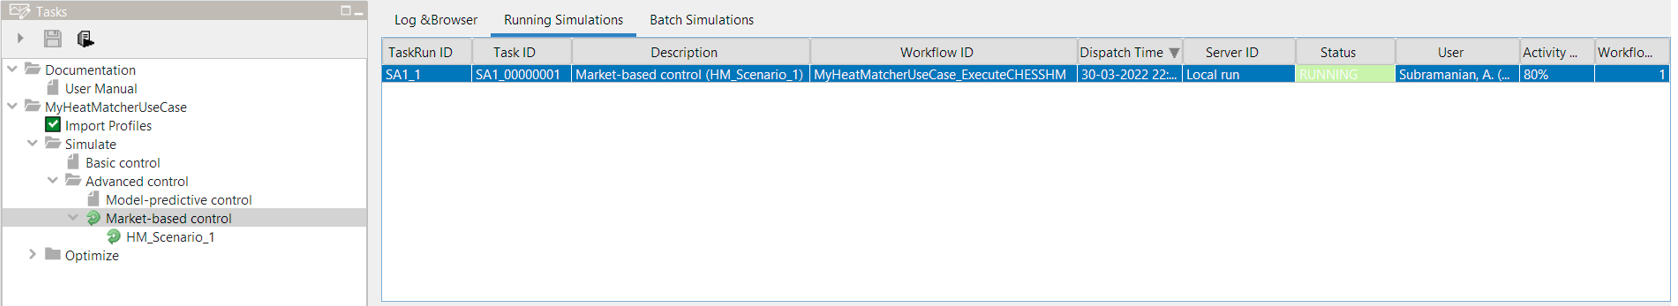 Tasks
Documentation
User Manual
MyHeatMatcherUseCase
Import Profiles
Simulate
Basic control
Advanced control
Model-predictive control
Market-based control
HM_Scenario_1
Optimize
Log &Browser Running Simulations Batch Simulations
TaskRun ID Task ID Description Workflow ID Dispatch Time Server ID Status User Activity ... Workflo...
SA1_1 SA1_00000001 Market-based control (HM_Scenario_1) MyHeatMatcherUseCase_ExecuteCHESSHM 30-03-2022 22:... Local run RUNNING Subramanian, A. (... 80% 1